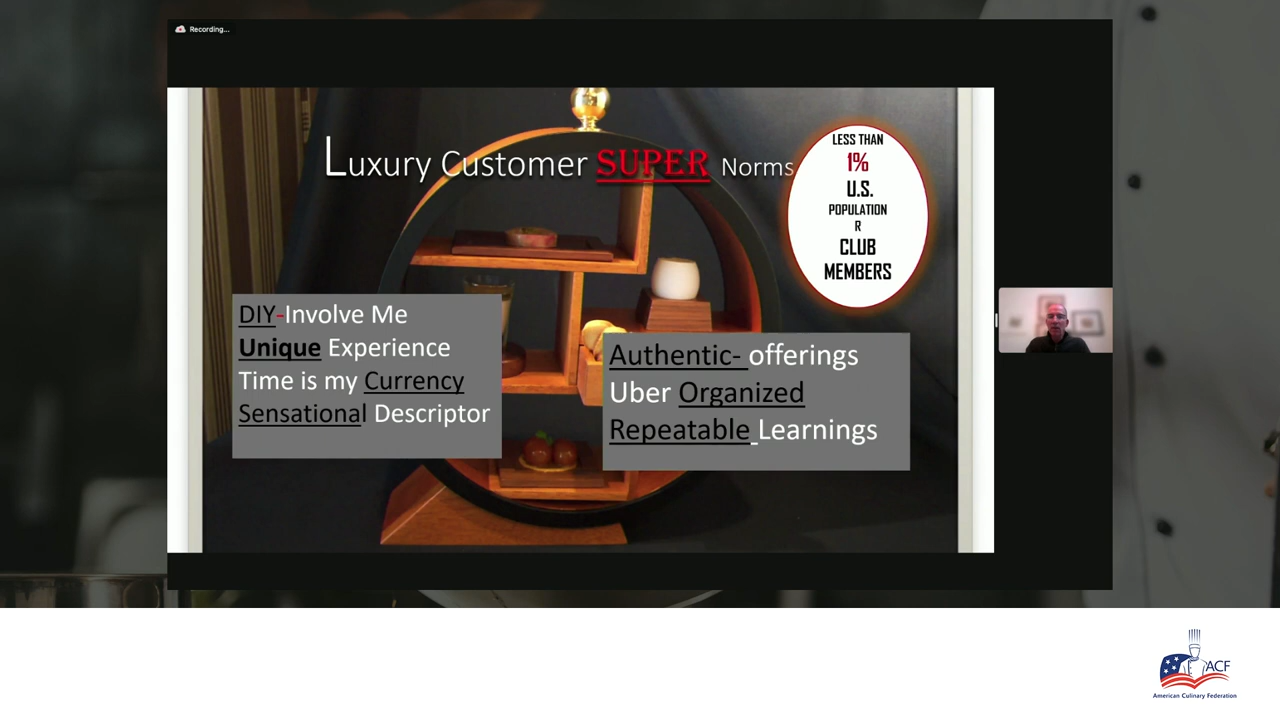 Recording...
Luxury Customer SUPER Norms
LESS THAN
1%
U.S.
POPULATION
R
CLUB
MEMBERS
DIY-Involve Me
Unique Experience
Time is my Currency
Sensational Descriptor
Authentic- offerings
Uber Organized
Repeatable Learnings
ACF
American Culinary Federation